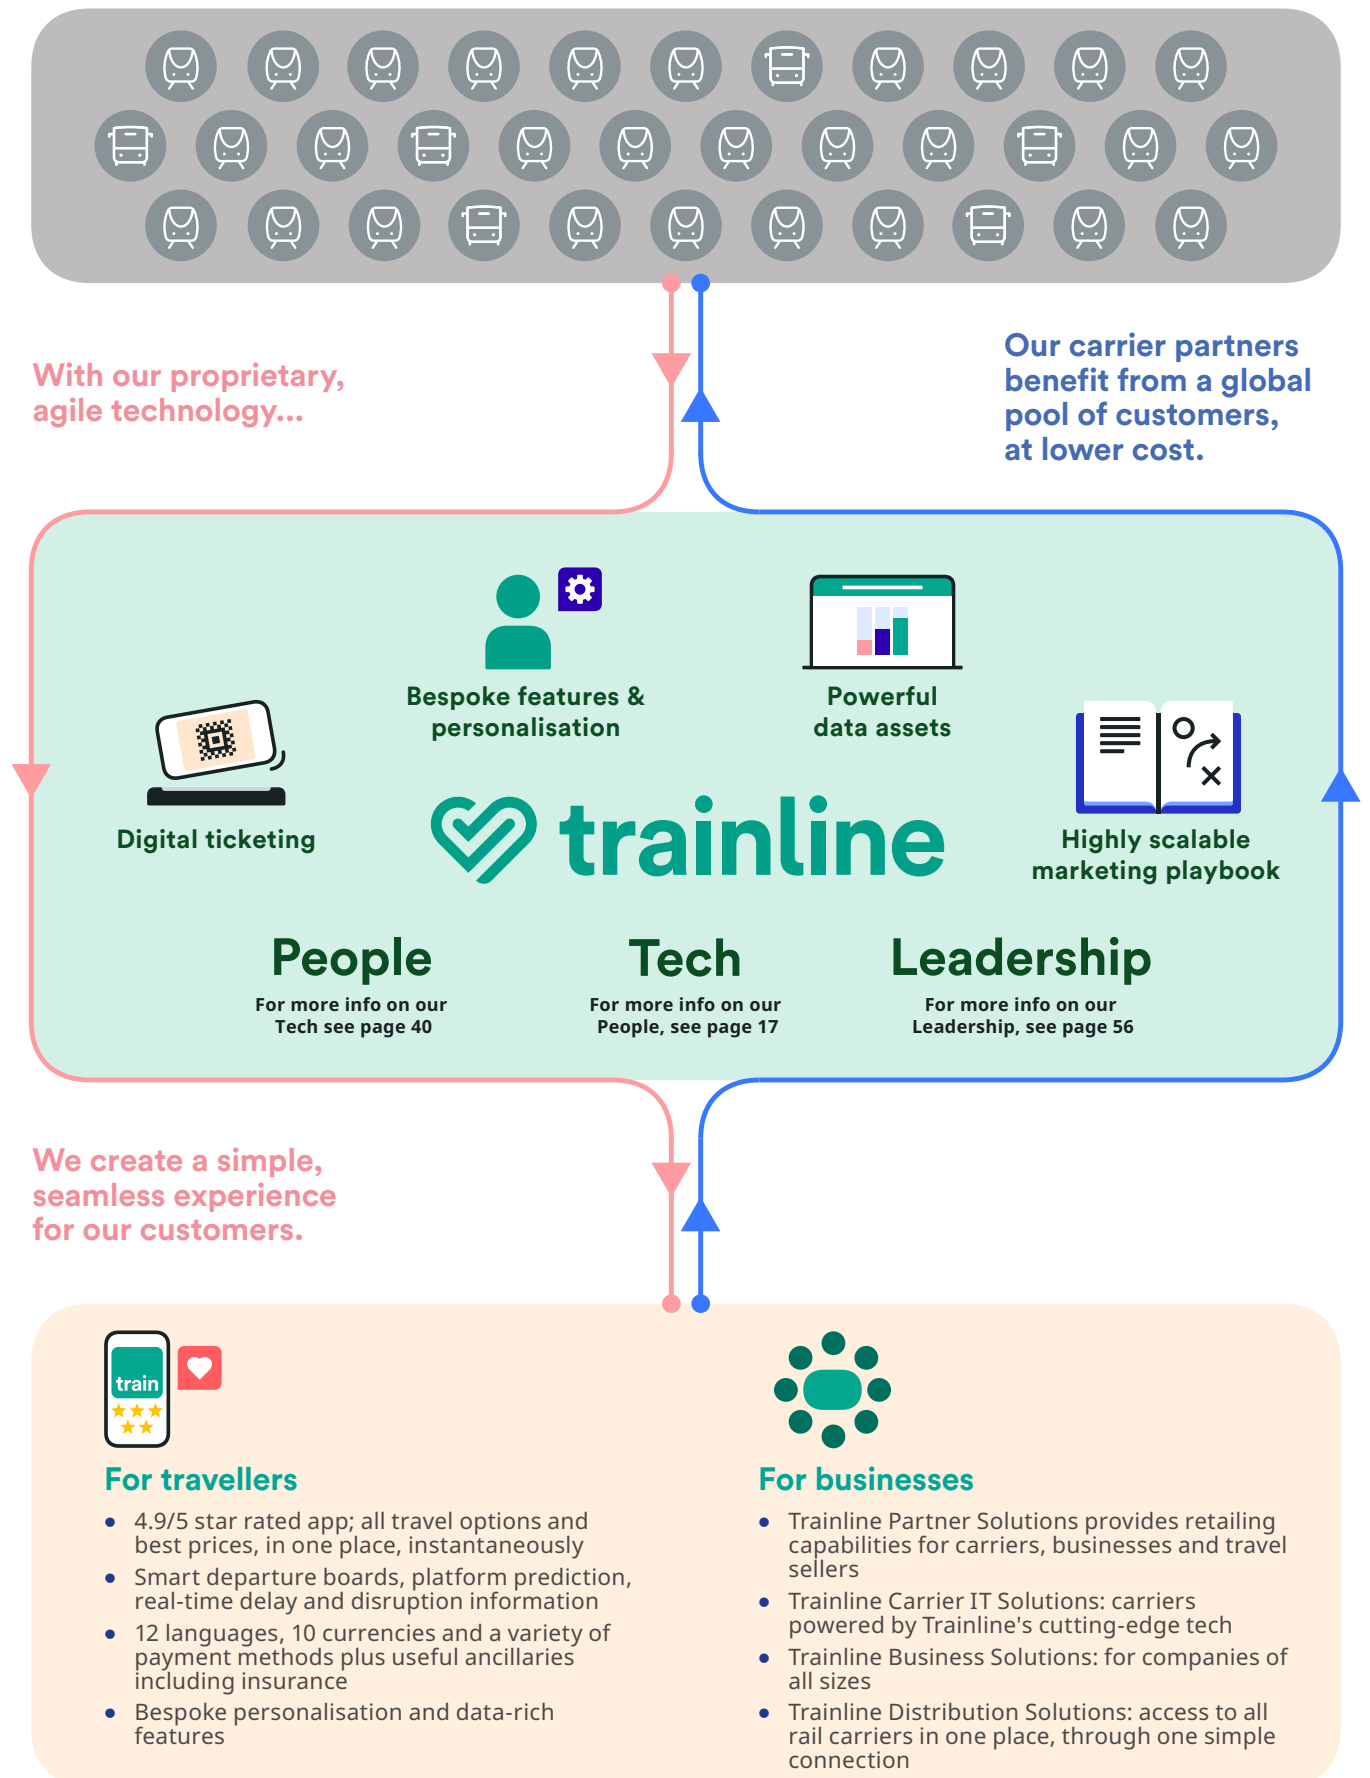 With our proprietary,
agile technology...
Our carrier partners
benefit from a global
pool of customers,
at lower cost.
Bespoke features &
personalisation
Powerful
data assets
Digital ticketing
Highly scalable
marketing playbook
trainline
People
For more info on our
Tech see page 40
Tech
For more info on our
People, see page 17
Leadership
For more info on our
Leadership, see page 56
We create a simple,
seamless experience
for our customers.
train
For travellers
• 4.9/5 star rated app; all travel options and
best prices, in one place, instantaneously
• Smart departure boards, platform prediction,
real-time delay and disruption information
• 12 languages, 10 currencies and a variety of
payment methods plus useful ancillaries
including insurance
• Bespoke personalisation and data-rich
features
For businesses
• Trainline Partner Solutions provides retailing
capabilities for carriers, businesses and travel
sellers
• Trainline Carrier IT Solutions: carriers
powered by Trainline's cutting-edge tech
• Trainline Business Solutions: for companies of
all sizes
• Trainline Distribution Solutions: access to all
rail carriers in one place, through one simple
connection